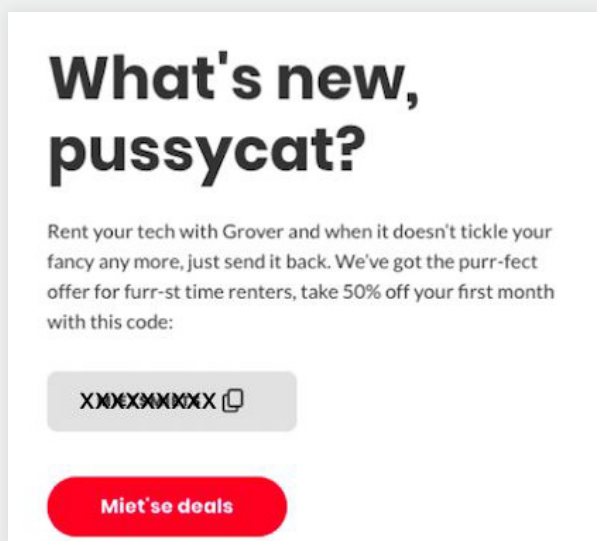 What's new,
pussycat?
Rent your tech with Grover and when it doesn't tickle your
fancy any more, just send it back. We've got the purr-fect
offer for furr-st time renters, take 50% off your first month
with this code:
Miet'se deals